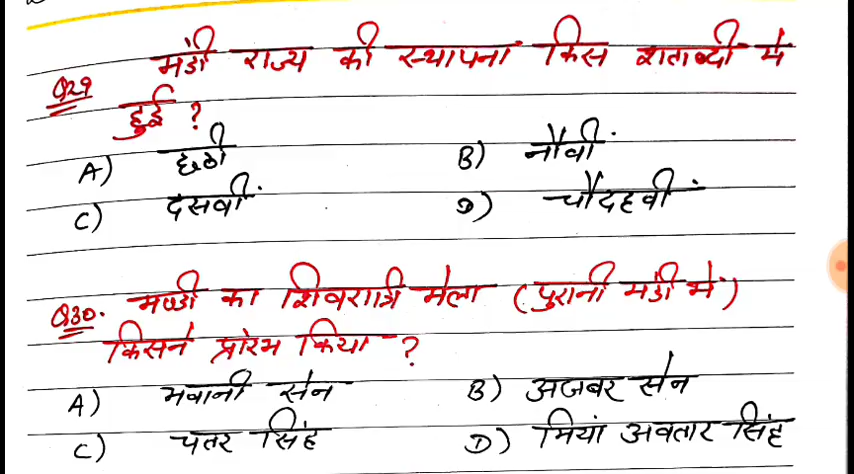 Q29 मंडी राज्य की स्थापना किस शताब्दी में
हुई ?
A) छठी B) नौवीं
C) दसवीं D) चौदहवीं
Q30. मण्डी का शिवरात्रि मेला (पुरानी मंडी में)
किसने प्रारंभ किया ?
A) भवानी सेन B) अजबर सेन
C) चतर सिंह D) मियां अवतार सिंह